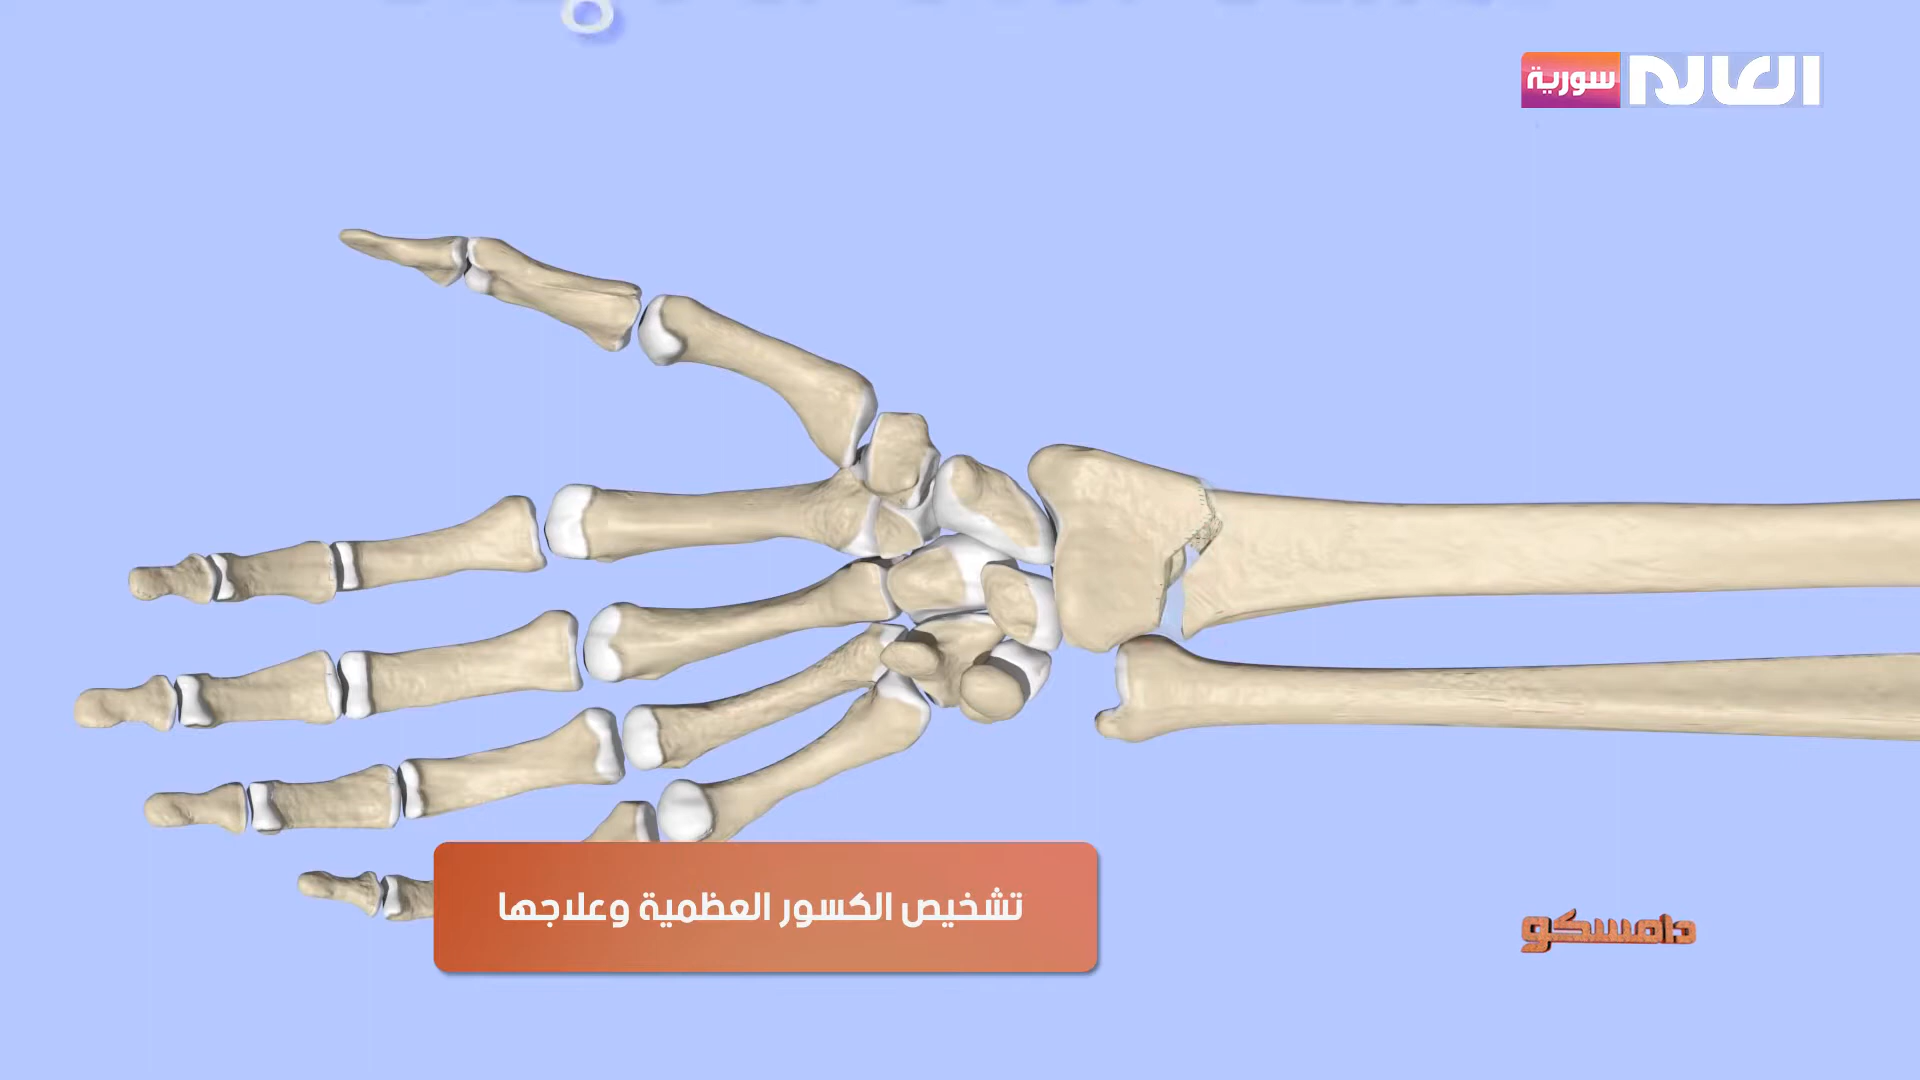 العالم سورية
تشخيص الكسور العظمية وعلاجها
دامسكو